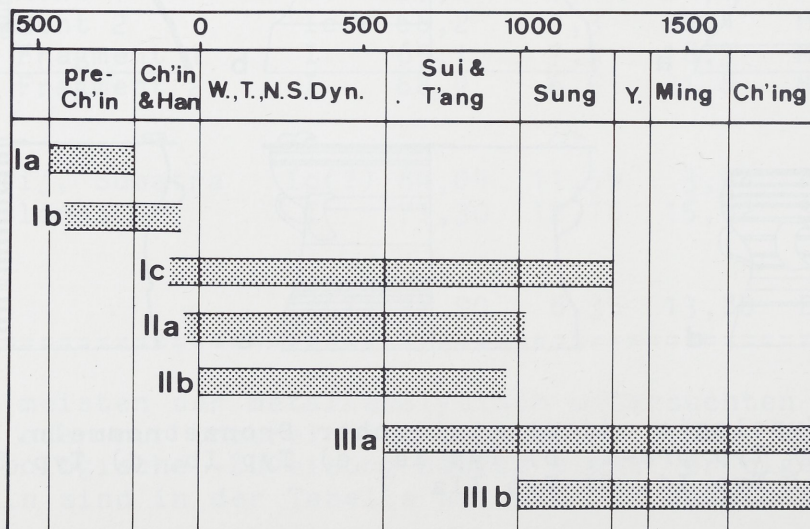 500 0 500 1000 1500
pre- Ch'in Sui &
Ch'in & Han W.,T.,N.S.Dyn. T'ang Sung Y. Ming Ch'ing
Ia
Ib
Ic
IIa
IIb
IIIa
IIIb